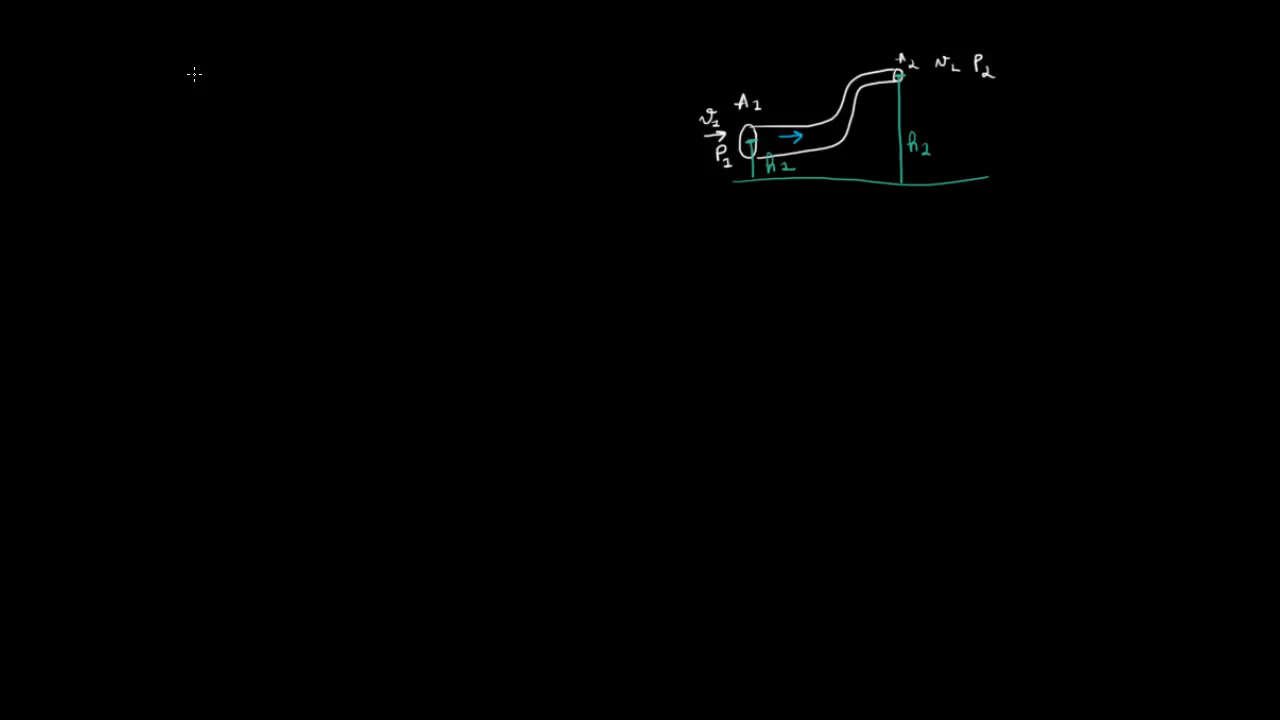 A₂ v₂ P₂
A₁
v₁
P₁
h₁
h₂